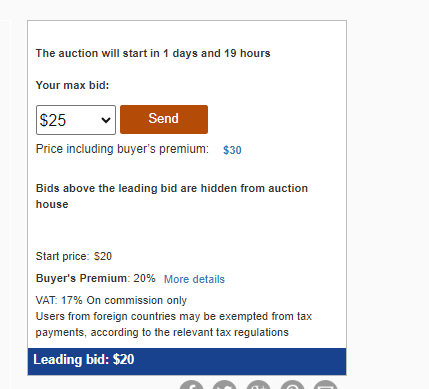 The auction will start in 1 days and 19 hours
Your max bid:
$25 Send
Price including buyer's premium: $30
Bids above the leading bid are hidden from auction
house
Start price: $20
Buyer's Premium: 20% More details
VAT: 17% On commission only
Users from foreign countries may be exempted from tax
payments, according to the relevant tax regulations
Leading bid: $20